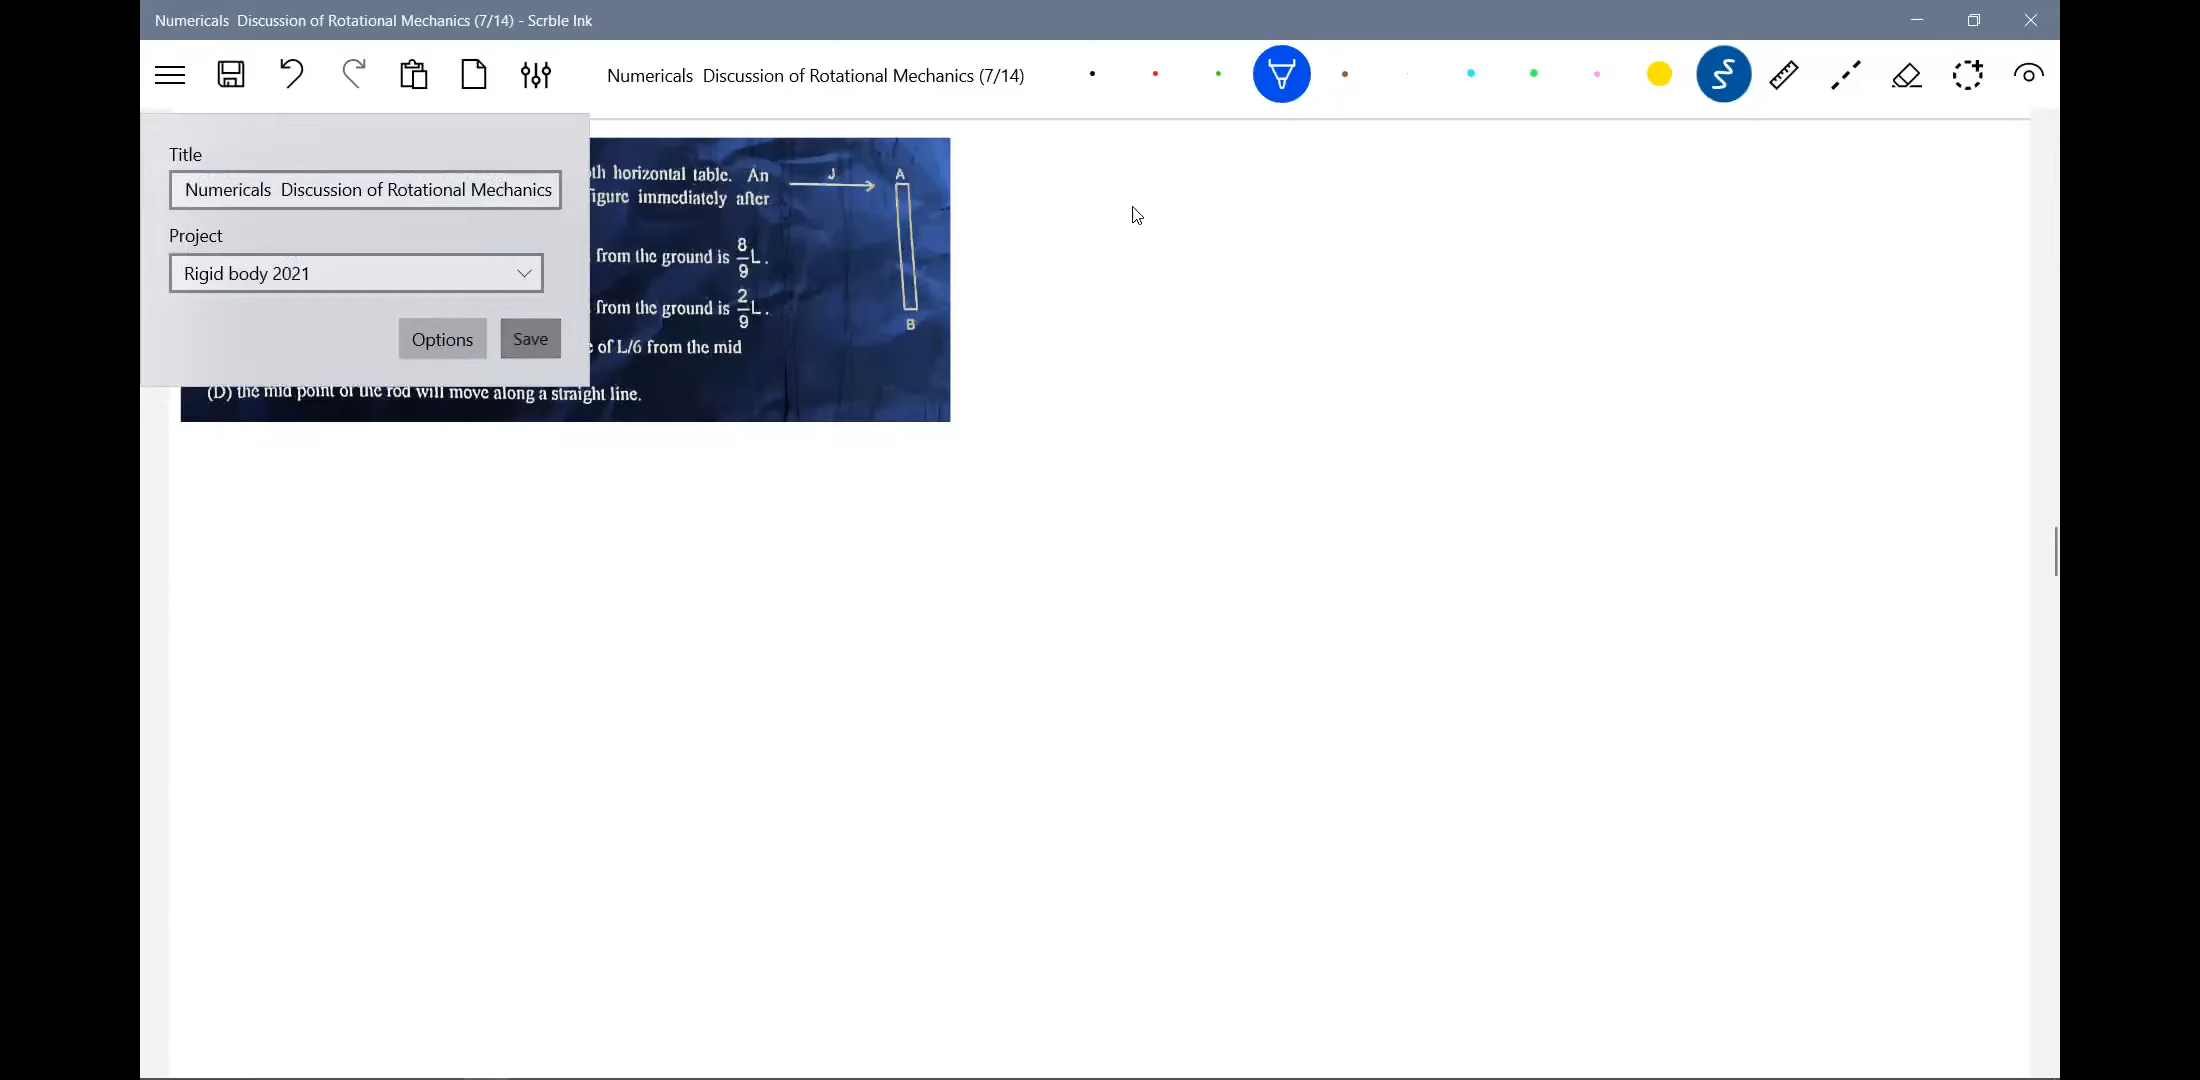 Numericals  Discussion of Rotational Mechanics (7/14) - Scrble Ink
Numericals  Discussion of Rotational Mechanics (7/14)
Title
Numericals  Discussion of Rotational Mechanics
Project
Rigid body 2021
Options
Save
th horizontal table. An
figure immediately after
from the ground is 8/9 L.
from the ground is 2/9 L.
of L/6 from the mid
(D) the mid point of the rod will move along a straight line.
J
A
B